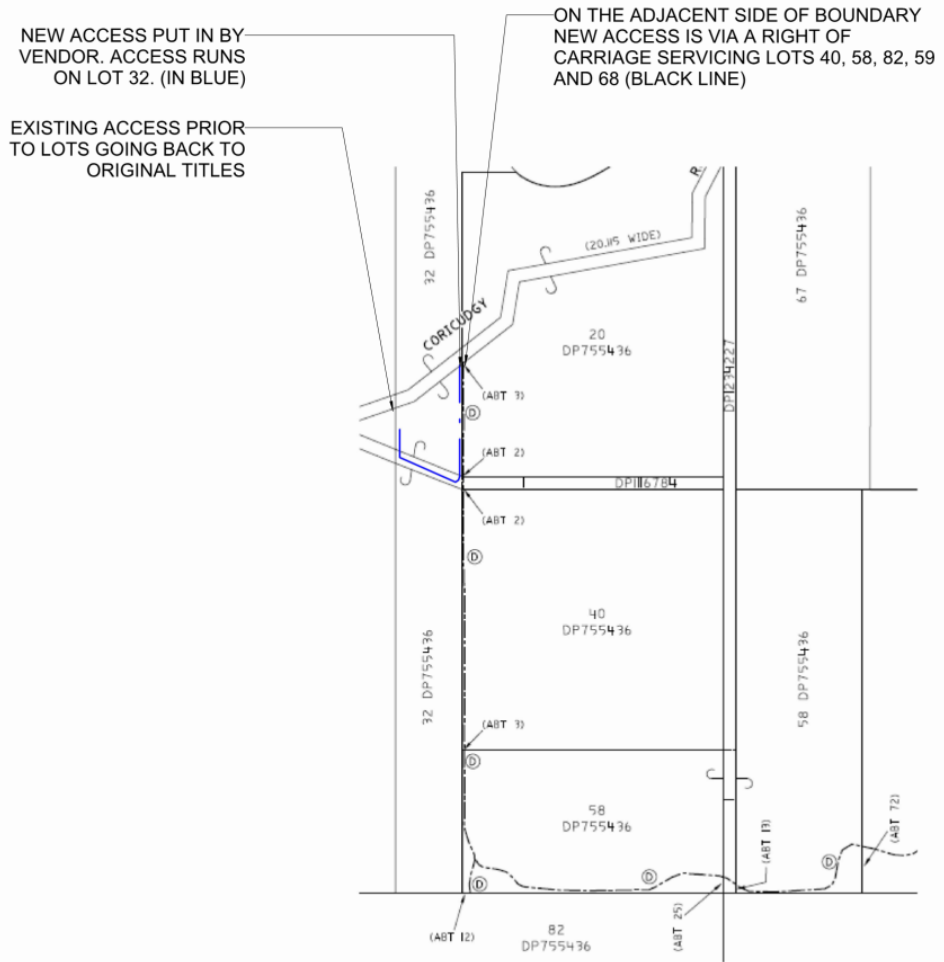 NEW ACCESS PUT IN BY
VENDOR. ACCESS RUNS
ON LOT 32. (IN BLUE)
ON THE ADJACENT SIDE OF BOUNDARY
NEW ACCESS IS VIA A RIGHT OF
CARRIAGE SERVICING LOTS 40, 58, 82, 59
AND 68 (BLACK LINE)
EXISTING ACCESS PRIOR
TO LOTS GOING BACK TO
ORIGINAL TITLES
32 DP755436
R.
(20.115 WIDE)
67 DP755436
CORICUDGY
20
DP755436
DP1234227
(ABT 3)
D
(ABT 2)
DP1116784
(ABT 2)
D
40
DP755436
32 DP755436
58 DP755436
(ABT 3)
D
58
DP755436
(ABT 72)
(ABT 13)
D
D
D
(ABT 25)
(ABT 12)
82
DP755436